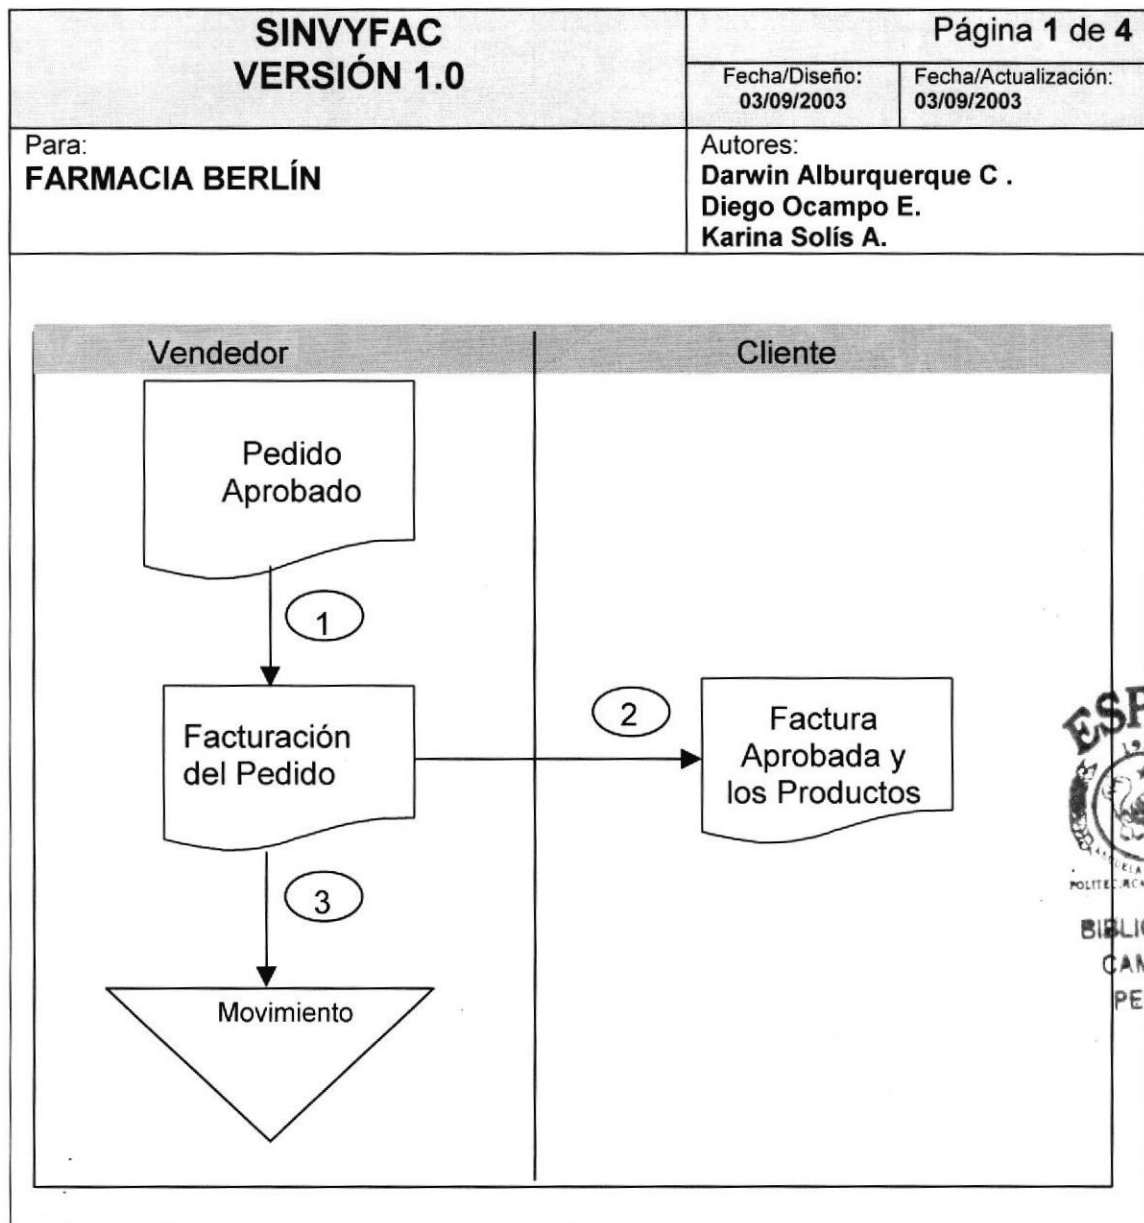 SINVYFAC
VERSIÓN 1.0
Página 1 de 4
Fecha/Diseño:
03/09/2003
Fecha/Actualización:
03/09/2003
Para:
FARMACIA BERLÍN
Autores:
Darwin Alburquerque C .
Diego Ocampo E.
Karina Solís A.
Vendedor
Cliente
Pedido
Aprobado
1
Facturación
del Pedido
2
Factura
Aprobada y
los Productos
3
Movimiento